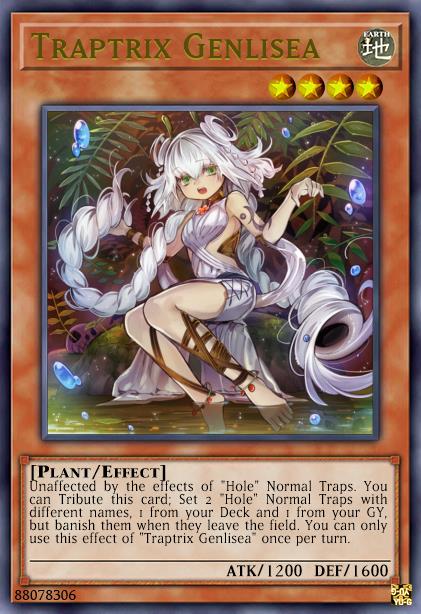 Traptrix Genlisea
EARTH
地
[Plant/Effect]
Unaffected by the effects of "Hole" Normal Traps. You
can Tribute this card; Set 2 "Hole" Normal Traps with
different names, 1 from your Deck and 1 from your GY,
but banish them when they leave the field. You can only
use this effect of "Traptrix Genlisea" once per turn.
ATK/1200 DEF/1600
88078306